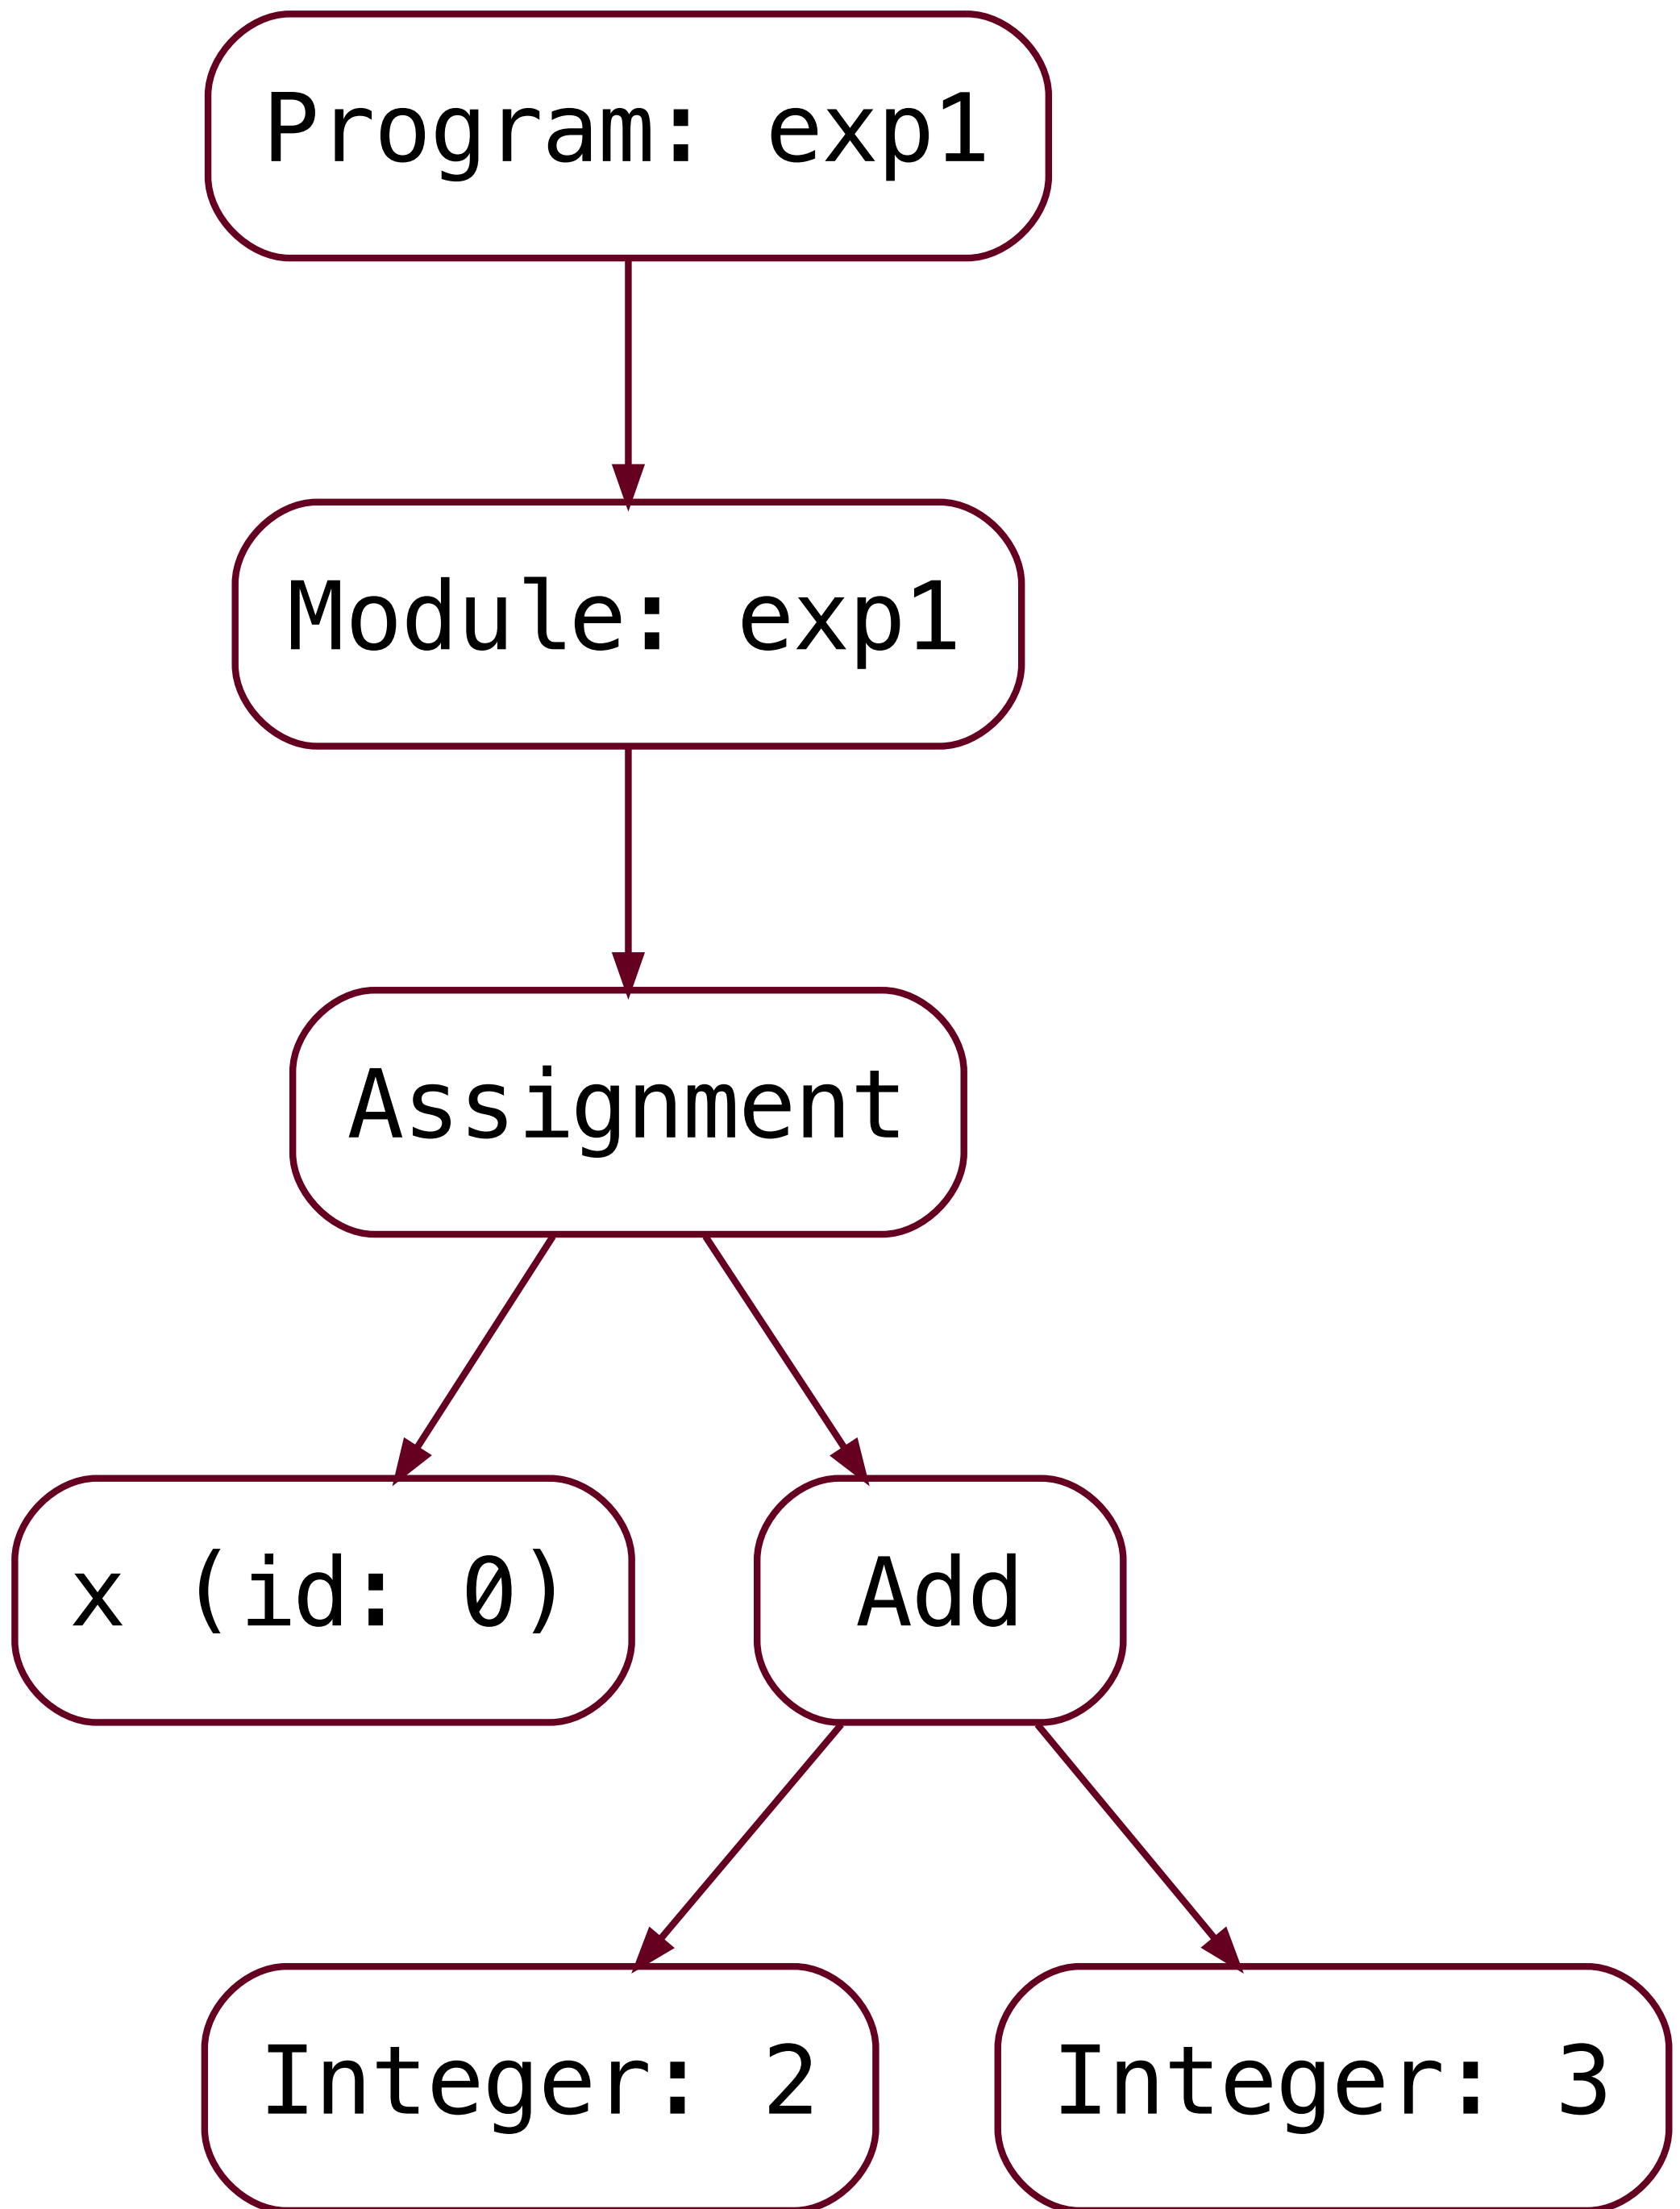 Program: exp1
Module: exp1
Assignment
x (id: 0)
Add
Integer: 2
Integer: 3